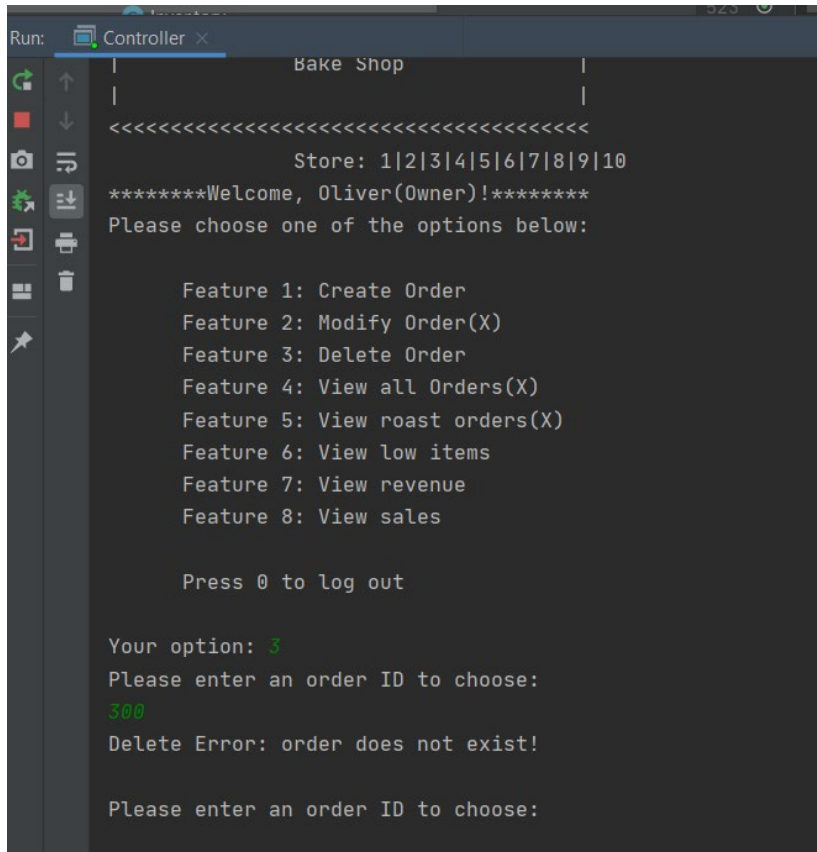 Inventory
523
Run: Controller ×
| Bake Shop |
| |
<<<<<<<<<<<<<<<<<<<<<<<<<<<<<<<<<<<<<<<
Store: 1|2|3|4|5|6|7|8|9|10
********Welcome, Oliver(Owner)!********
Please choose one of the options below:
Feature 1: Create Order
Feature 2: Modify Order(X)
Feature 3: Delete Order
Feature 4: View all Orders(X)
Feature 5: View roast orders(X)
Feature 6: View low items
Feature 7: View revenue
Feature 8: View sales
Press 0 to log out
Your option: 3
Please enter an order ID to choose:
300
Delete Error: order does not exist!
Please enter an order ID to choose: